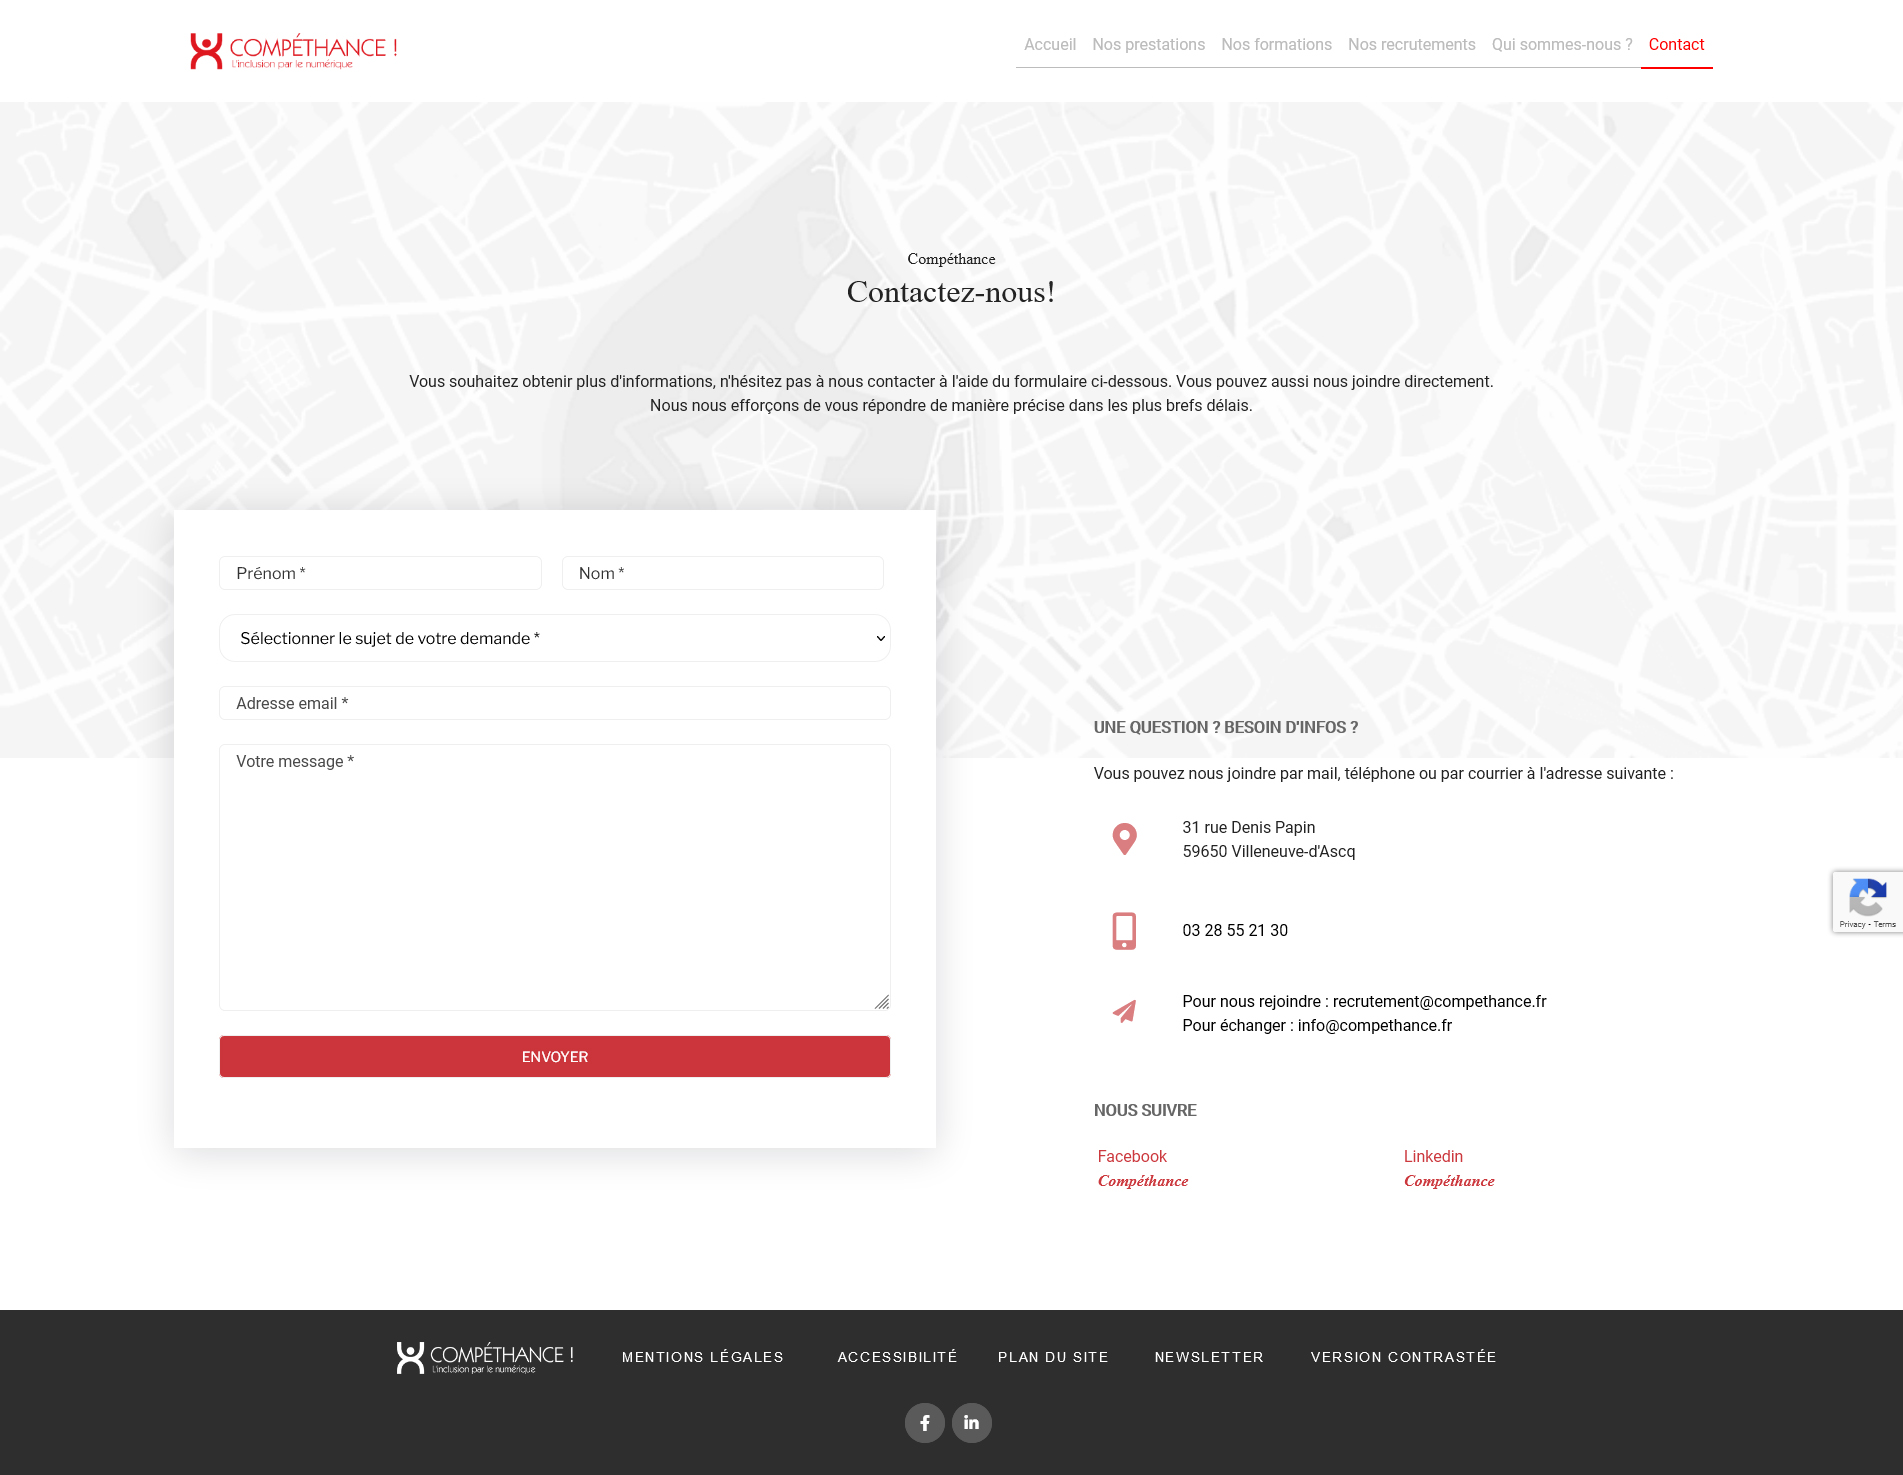 COMPÉTHANCE !
L'inclusion par le numérique
Accueil Nos prestations Nos formations Nos recrutements Qui sommes-nous ? Contact
Compéthance
Contactez-nous!
Vous souhaitez obtenir plus d'informations, n'hésitez pas à nous contacter à l'aide du formulaire ci-dessous. Vous pouvez aussi nous joindre directement.
Nous nous efforçons de vous répondre de manière précise dans les plus brefs délais.
Prénom *
Nom *
Sélectionner le sujet de votre demande *
Adresse email *
Votre message *
ENVOYER
UNE QUESTION ? BESOIN D'INFOS ?
Vous pouvez nous joindre par mail, téléphone ou par courrier à l'adresse suivante :
31 rue Denis Papin
59650 Villeneuve-d'Ascq
03 28 55 21 30
Pour nous rejoindre : recrutement@compethance.fr
Pour échanger : info@compethance.fr
Privacy - Terms
NOUS SUIVRE
Facebook
Compéthance
Linkedin
Compéthance
COMPÉTHANCE !
L'inclusion par le numérique
MENTIONS LÉGALES ACCESSIBILITÉ PLAN DU SITE NEWSLETTER VERSION CONTRASTÉE